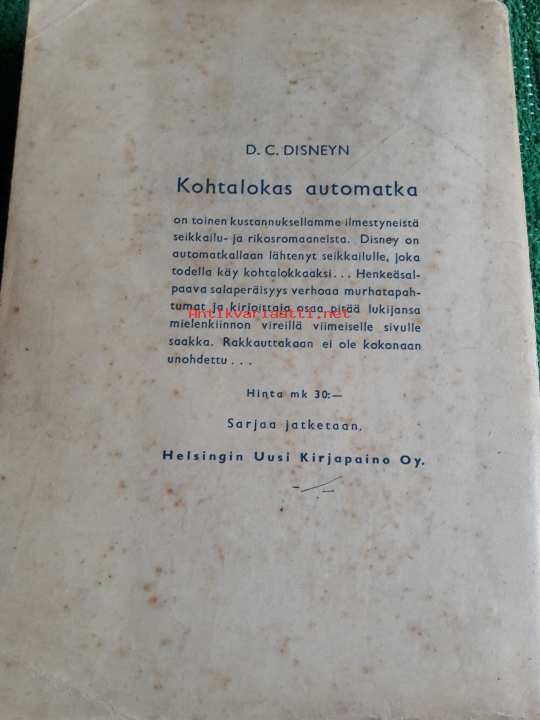 D. C. DISNEYN
Kohtalokas automatka
on toinen kustannuksellamme ilmestyneistä
seikkailu- ja rikosromaaneista. Disney on
automatkallaan lähtenyt seikkailulle, joka
todella käy kohtalokkaaksi... Henkeäsal-
paava salaperäisyys verhoaa murhatapah-
tumat ja kirjoittaja osaa pitää lukijansa
Antikvariaatti.net
mielenkiinnon vireillä viimeiselle sivulle
saakka. Rakkauttakaan ei ole kokonaan
unohdettu...
Hinta mk 30:—
Sarjaa jatketaan.
Helsingin Uusi Kirjapaino Oy.